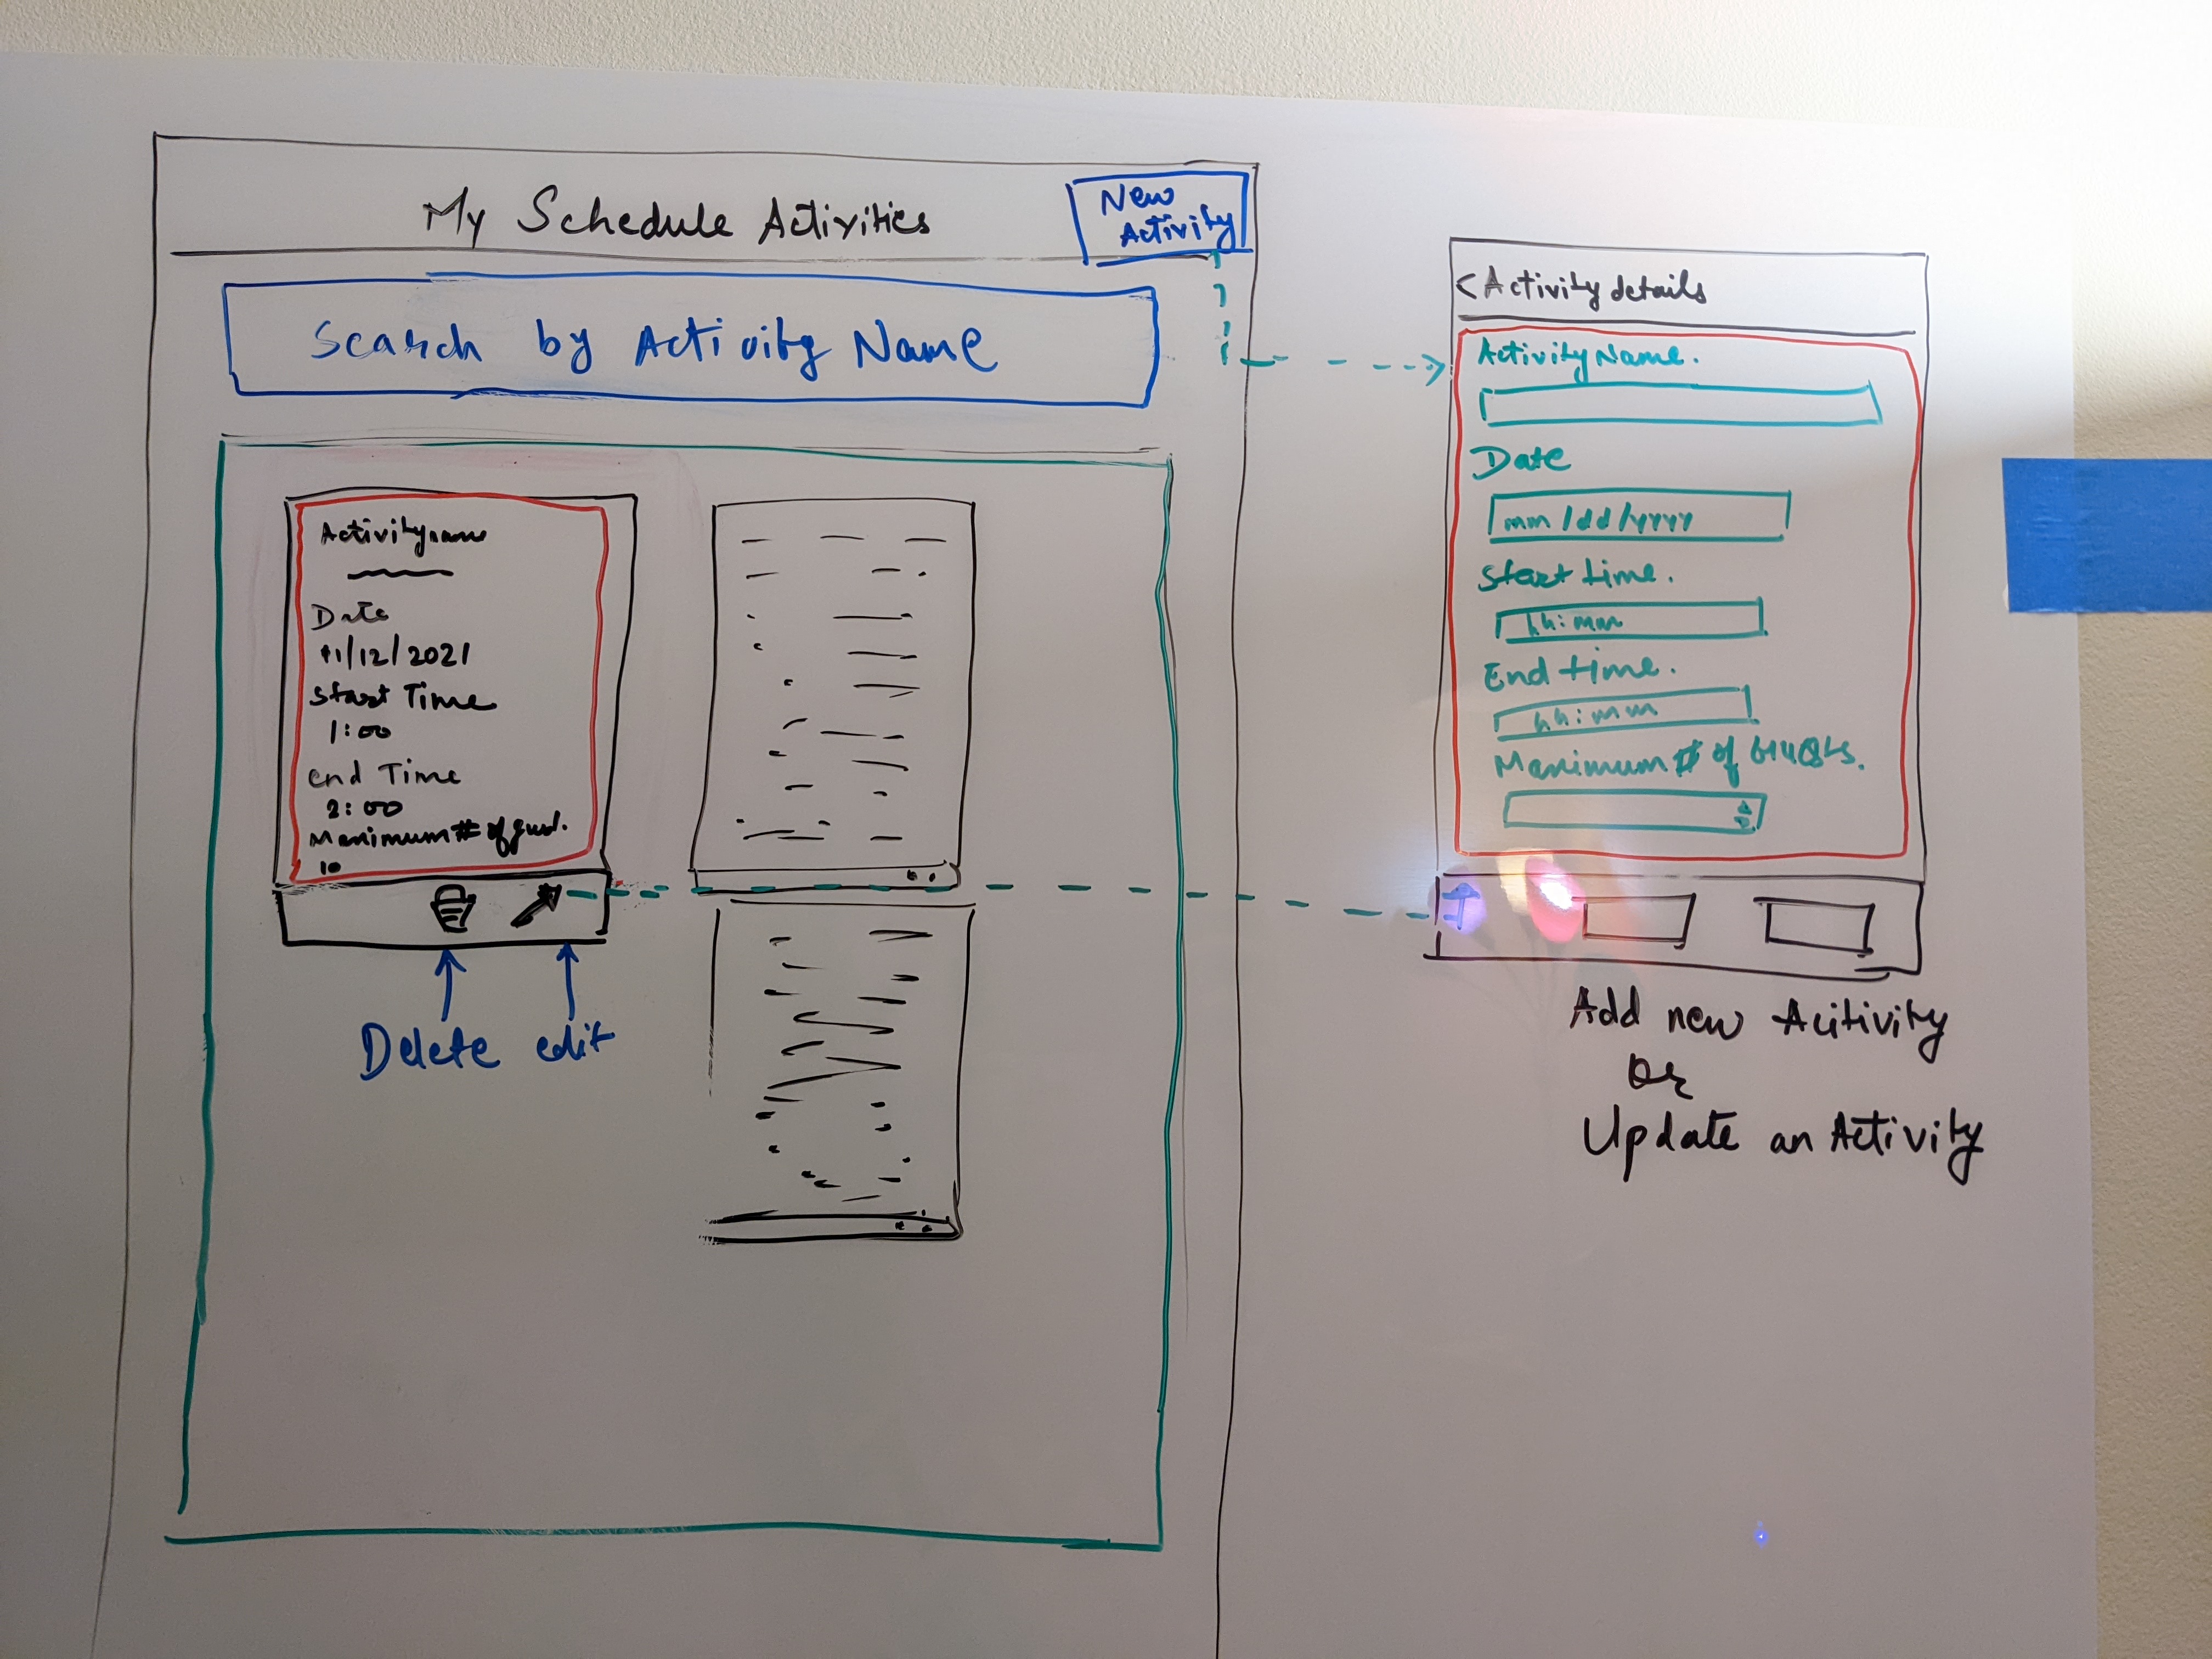 My Schedule Activities
New
Activity
Search by Activity Name
Activity name
Date
11/12/2021
Start Time
1:00
End Time
2:00
Maximum # of
10
Delete edit
< Activity details
Activity Name.
Date
mm/dd/yyyy
Start time.
hh:mm
End time.
hh:mm
Maximum # of Guests.
Add new Acitivity
Or
Update an Activity